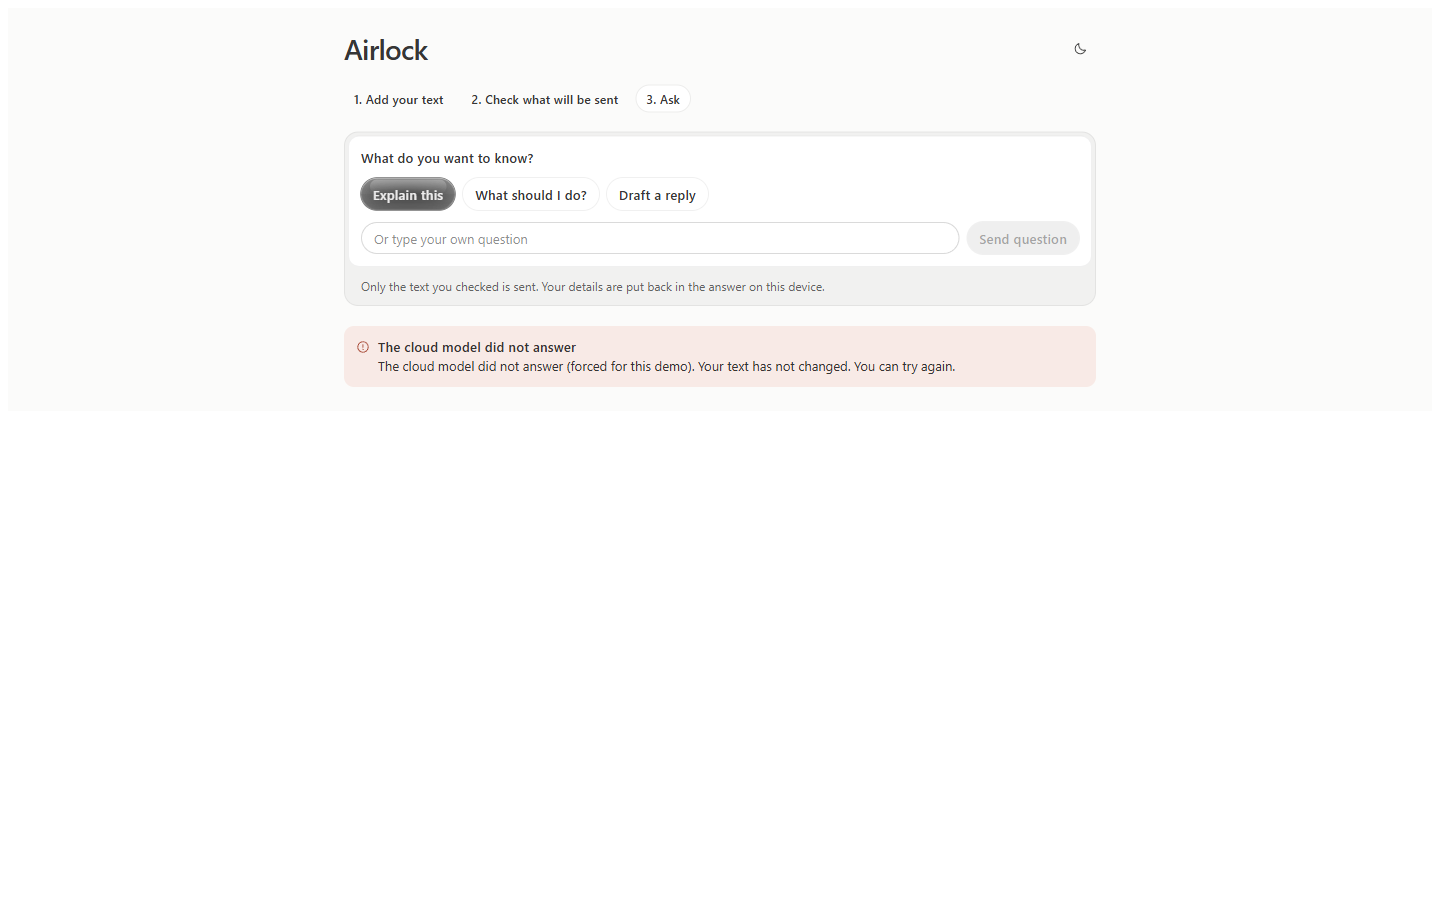 Airlock
1. Add your text
2. Check what will be sent
3. Ask
What do you want to know?
Explain this
What should I do?
Draft a reply
Or type your own question
Send question
Only the text you checked is sent. Your details are put back in the answer on this device.
The cloud model did not answer
The cloud model did not answer (forced for this demo). Your text has not changed. You can try again.